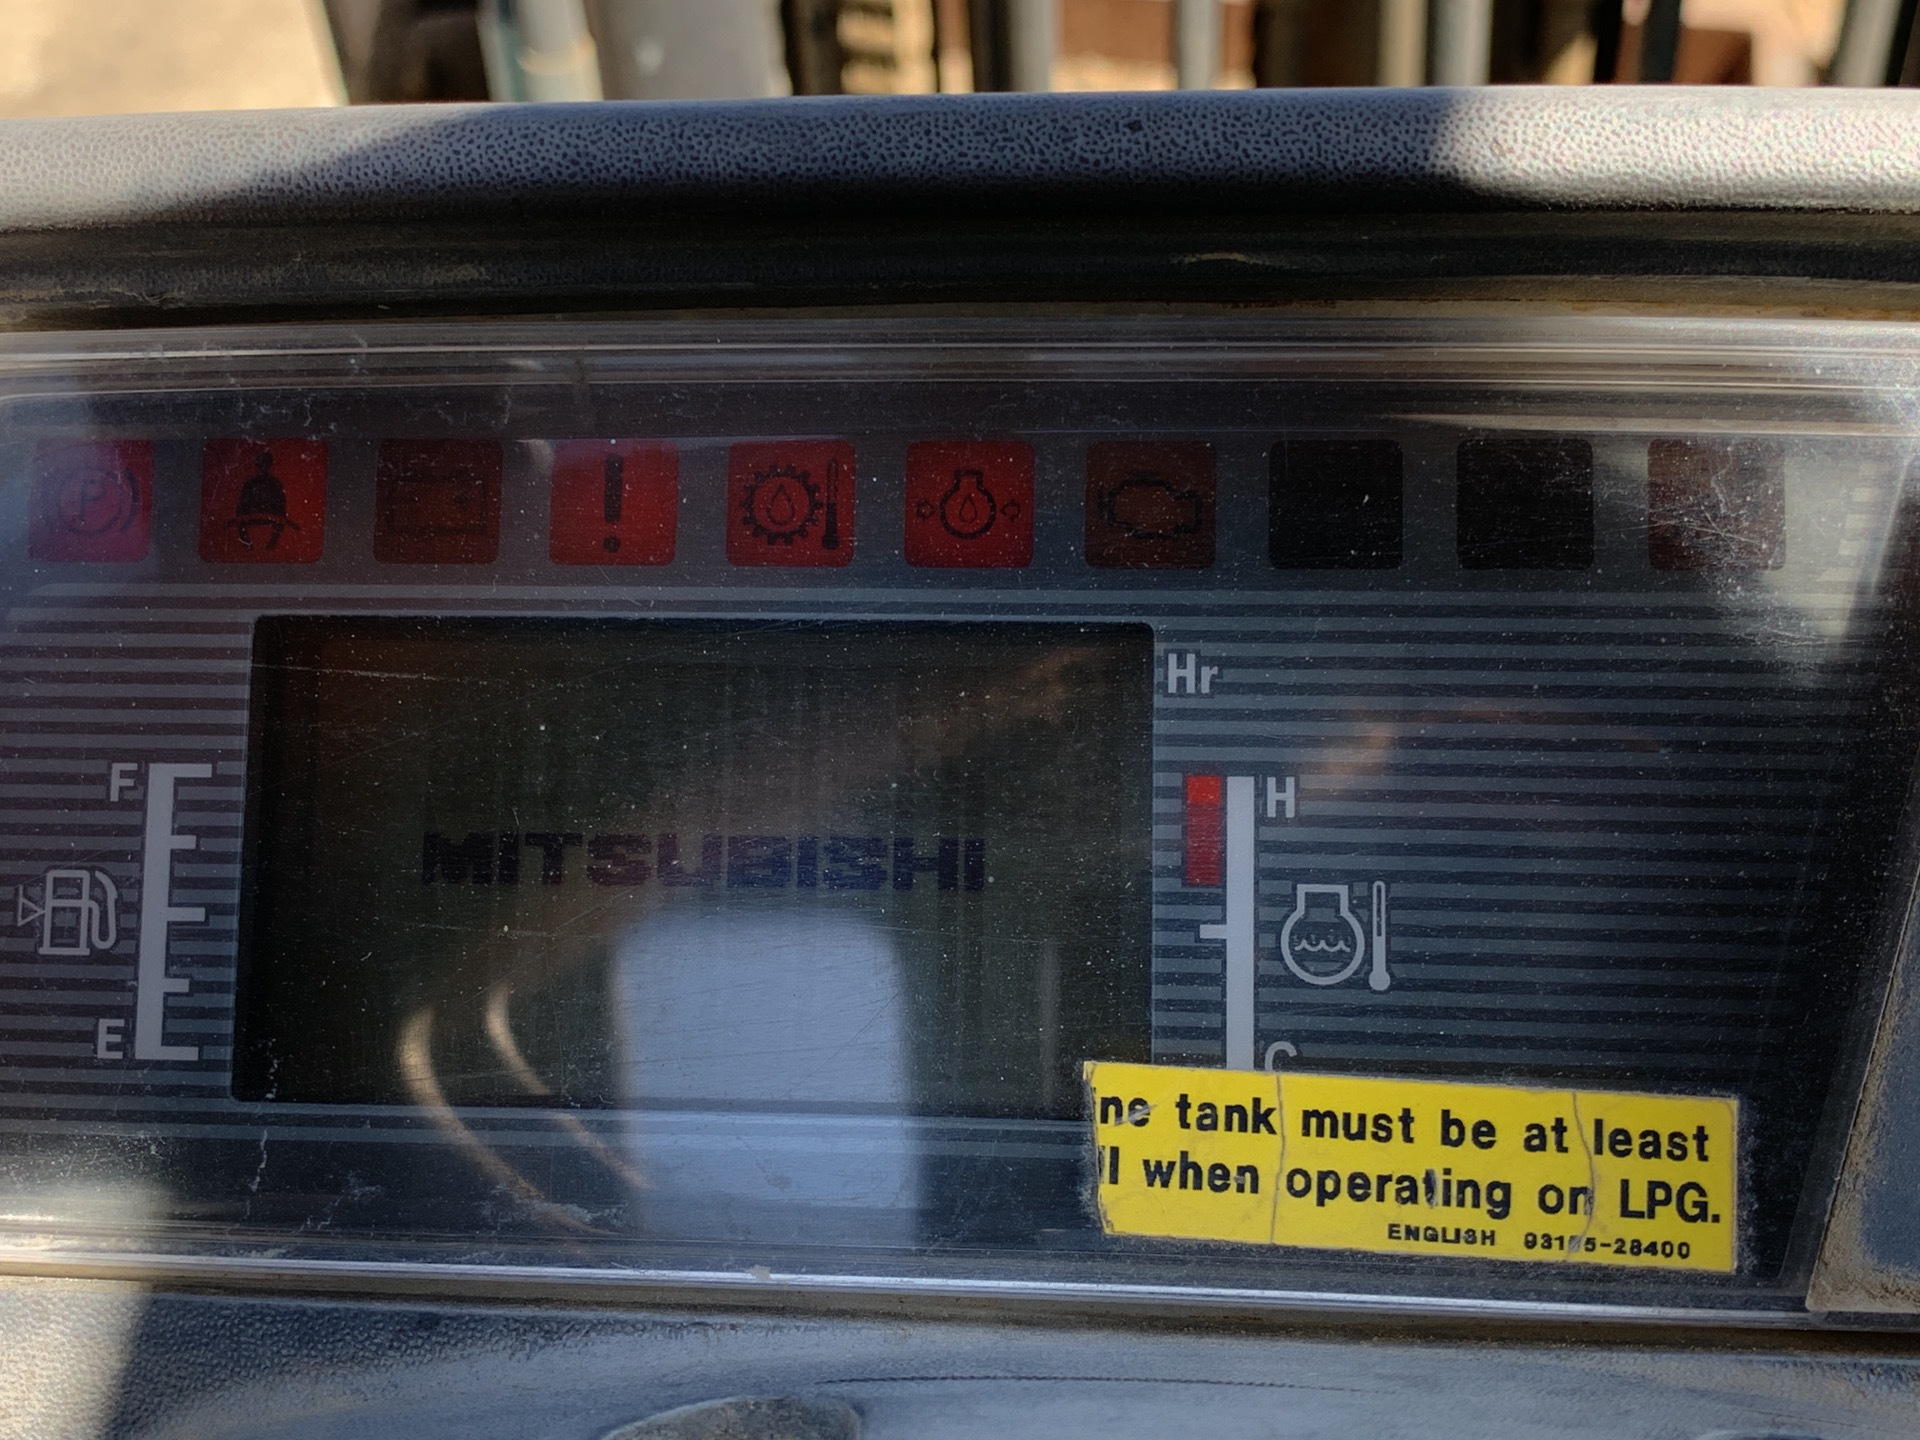 P
!
Hr
MITSUBISHI
F
H
E
C
ne tank must be at least
l when operating on LPG.
ENGLISH